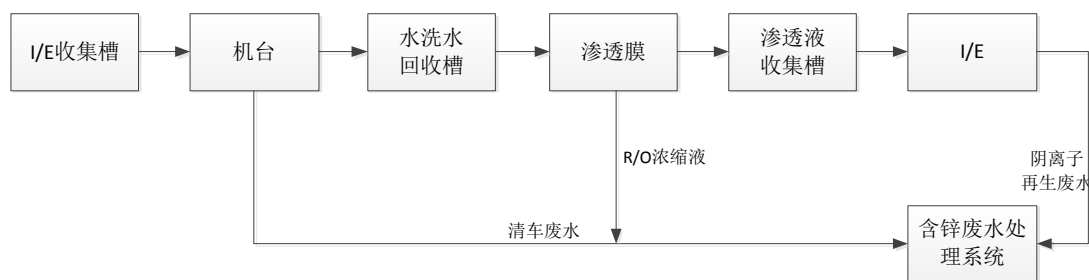 I/E收集槽
机台
水洗水
回收槽
渗透膜
渗透液
收集槽
I/E
R/O浓缩液
阴离子
再生废水
清车废水
含锌废水处
理系统